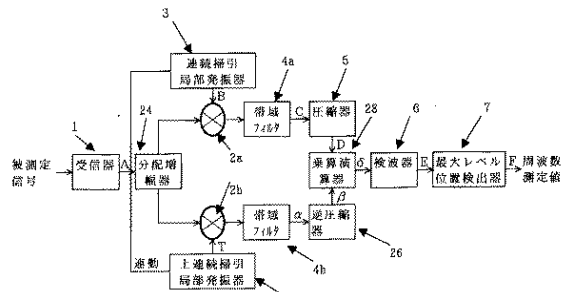 3
連続掃引
局部発振器
4a
5
24
1
B
帯域
フィルタ
C
圧縮器
28
6
7
2a
D
被測定
信号
受信器
A
分配増
幅器
乗算演
算器
δ
検波器
E
最大レベル
位置検出器
F
周波数
測定値
2b
β
帯域
フィルタ
α
逆圧縮
器
T
連動
上連続掃引
局部発振器
4b
26